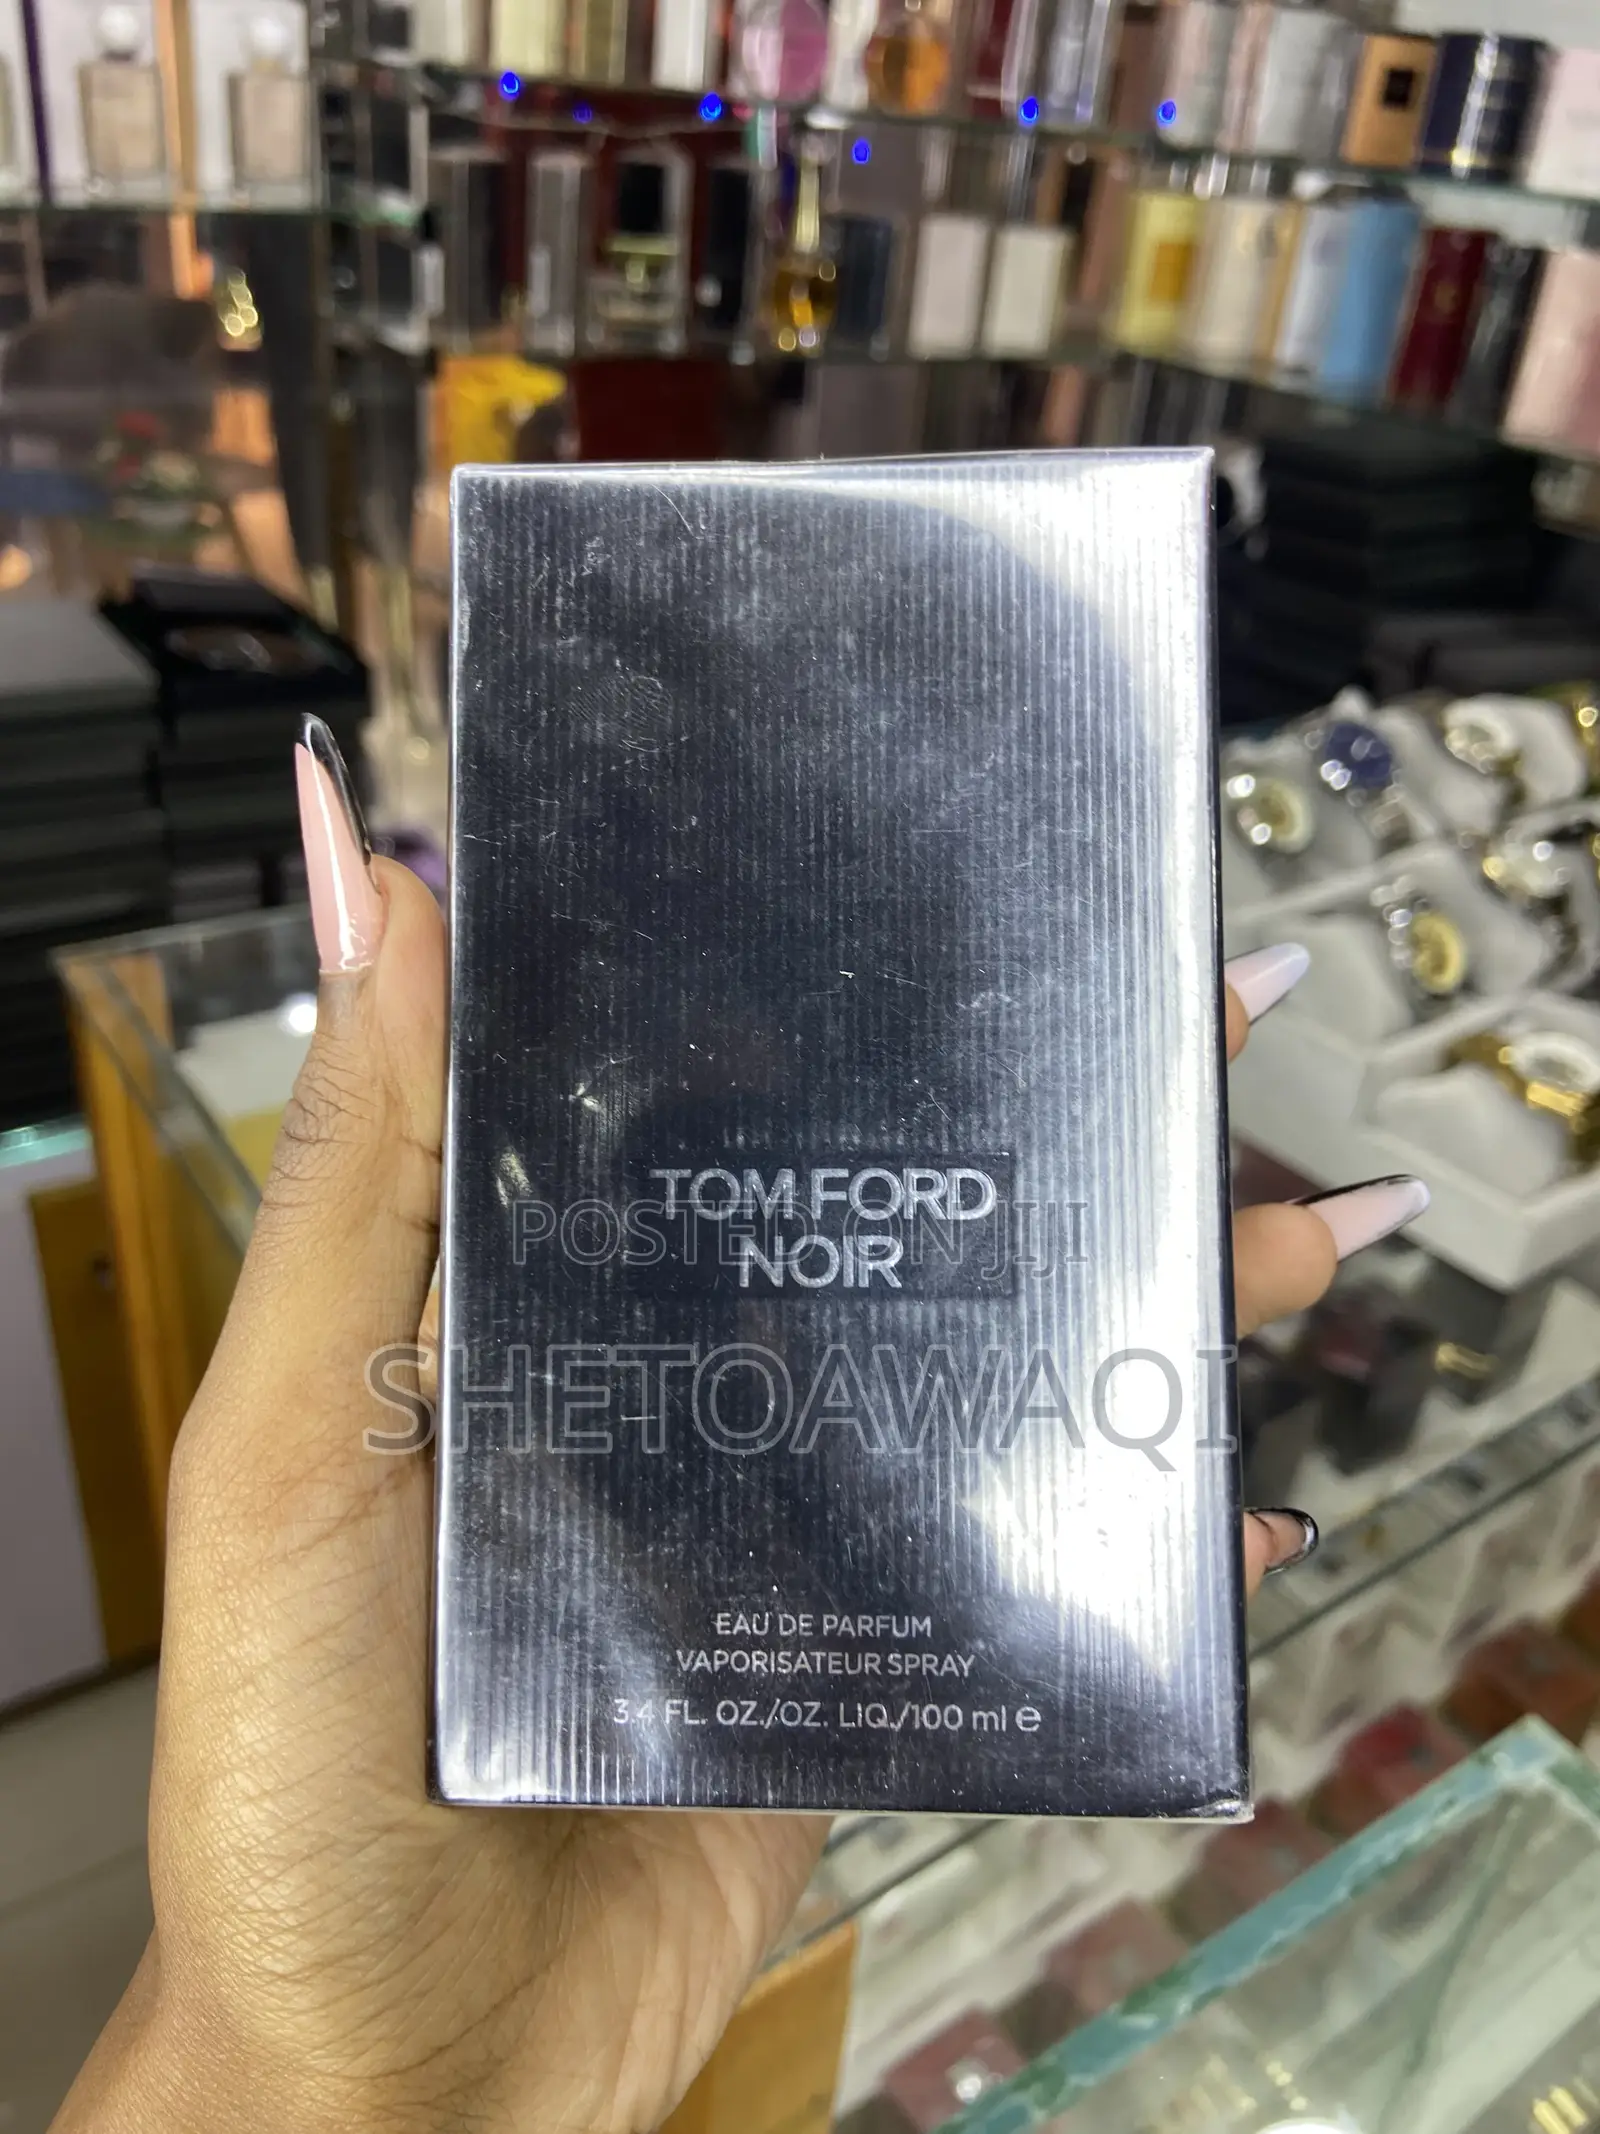 TOM FORD
POSTED ON JIJI
NOIR
SHETOAWAQI
EAU DE PARFUM
VAPORISATEUR SPRAY
3.4 FL. OZ./OZ. LIQ./100 ml e